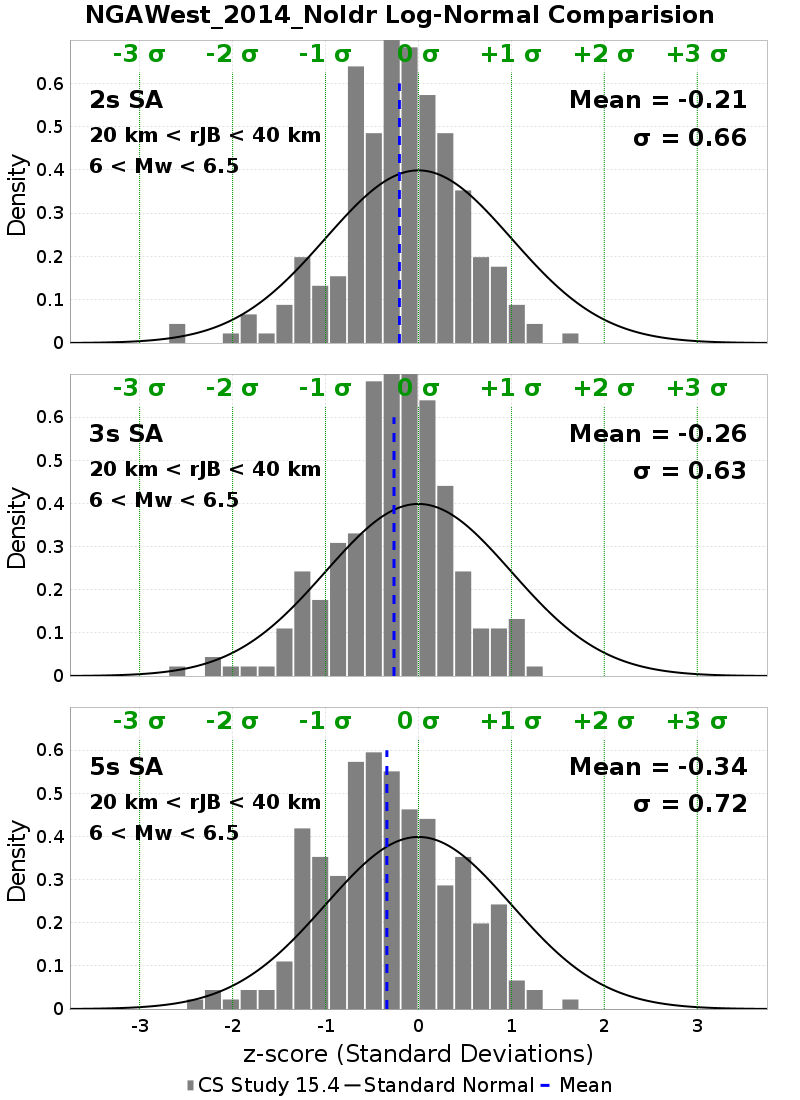 NGAWest_2014_NoIdr Log-Normal Comparision
-3 σ -2 σ -1 σ 0 σ +1 σ +2 σ +3 σ
2s SA
Mean = -0.21
20 km < rJB < 40 km
σ = 0.66
6 < Mw < 6.5
Density
0.6
0.5
0.4
0.3
0.2
0.1
0
-3 σ -2 σ -1 σ 0 σ +1 σ +2 σ +3 σ
3s SA
Mean = -0.26
20 km < rJB < 40 km
σ = 0.63
6 < Mw < 6.5
Density
0.6
0.5
0.4
0.3
0.2
0.1
0
-3 σ -2 σ -1 σ 0 σ +1 σ +2 σ +3 σ
5s SA
Mean = -0.34
20 km < rJB < 40 km
σ = 0.72
6 < Mw < 6.5
Density
0.6
0.5
0.4
0.3
0.2
0.1
0
-3 -2 -1 0 1 2 3
z-score (Standard Deviations)
CS Study 15.4 Standard Normal Mean